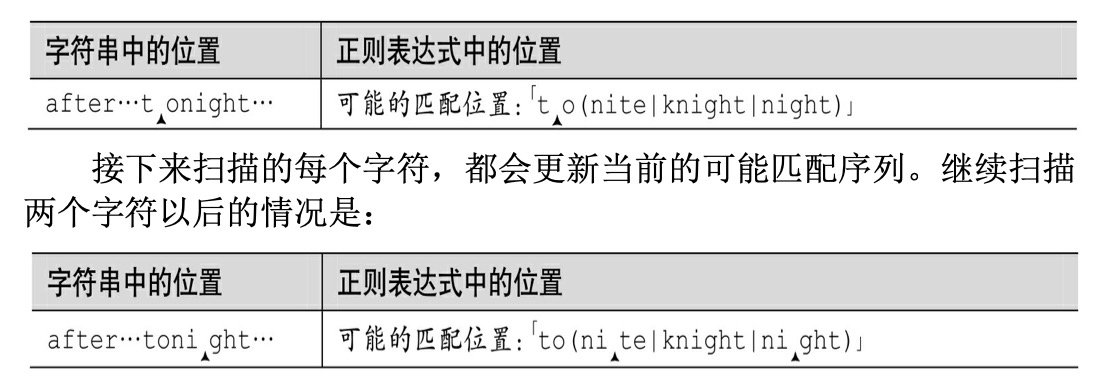 字符串中的位置 正则表达式中的位置
after…t‸onight… 可能的匹配位置:「t‸o(nite|knight|night)」
接下来扫描的每个字符，都会更新当前的可能匹配序列。继续扫描
两个字符以后的情况是：
字符串中的位置 正则表达式中的位置
after…toni‸ght… 可能的匹配位置:「to(ni‸te|knight|ni‸ght)」